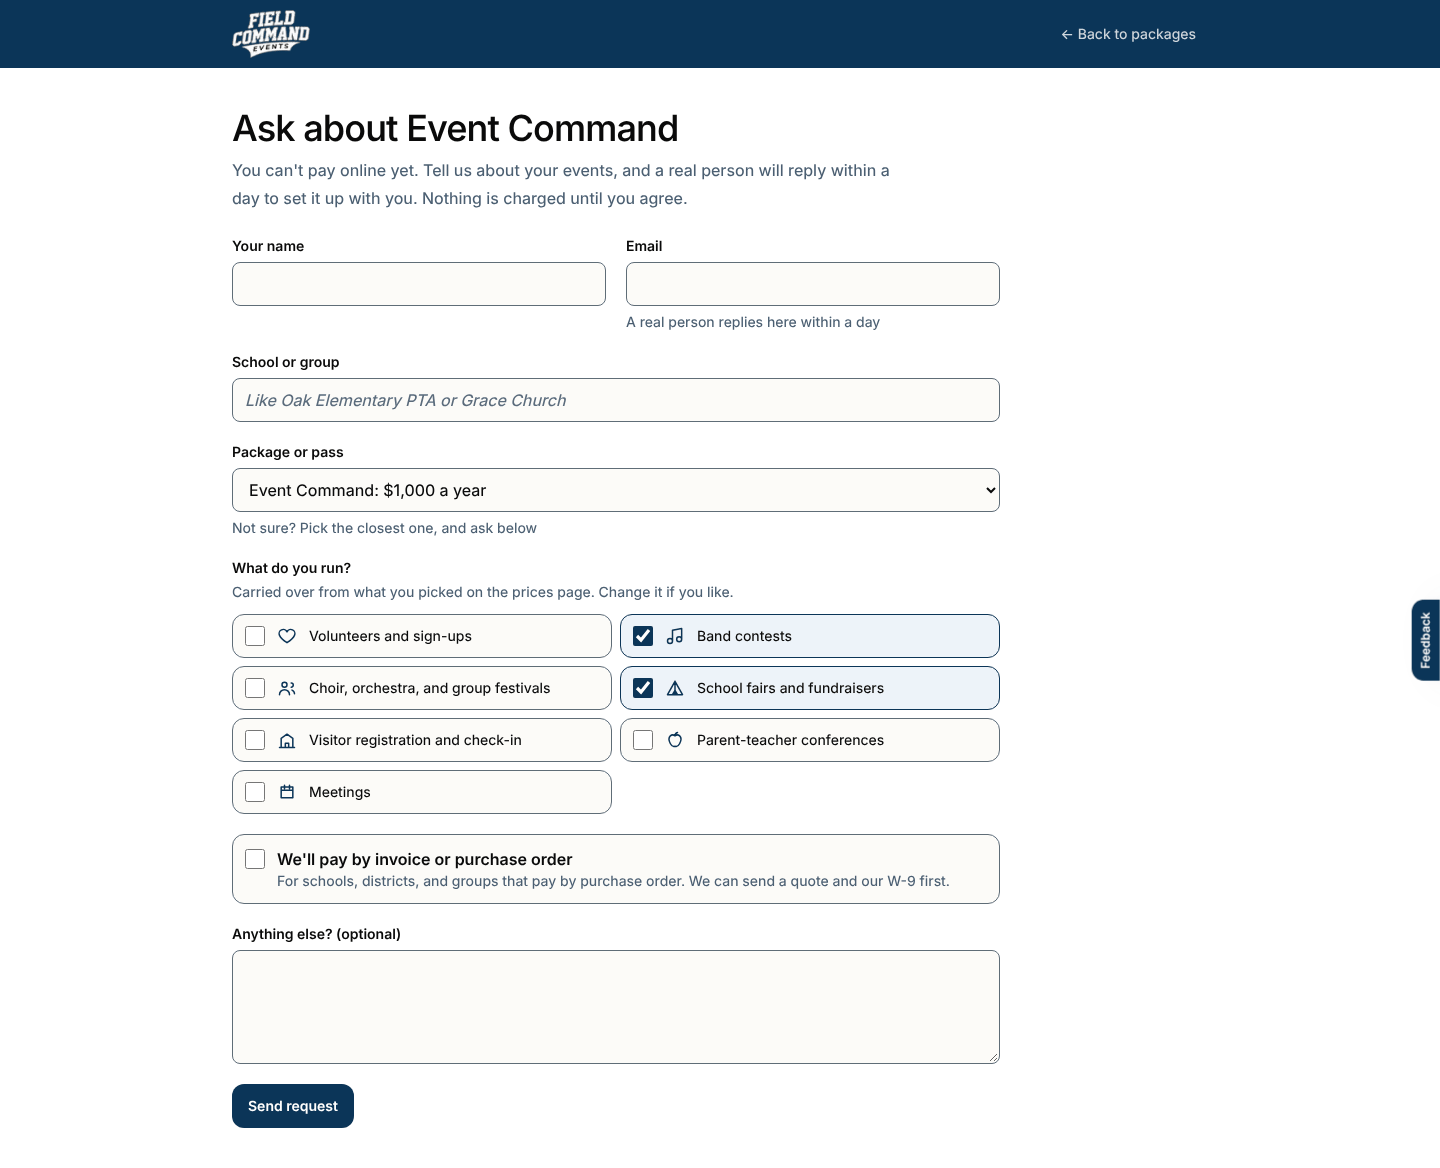 FIELD
COMMAND
EVENTS
← Back to packages
Ask about Event Command
You can't pay online yet. Tell us about your events, and a real person will reply within a
day to set it up with you. Nothing is charged until you agree.
Your name
Email
A real person replies here within a day
School or group
Like Oak Elementary PTA or Grace Church
Package or pass
Event Command: $1,000 a year
Not sure? Pick the closest one, and ask below
What do you run?
Carried over from what you picked on the prices page. Change it if you like.
Volunteers and sign-ups
Band contests
Choir, orchestra, and group festivals
School fairs and fundraisers
Visitor registration and check-in
Parent-teacher conferences
Meetings
We'll pay by invoice or purchase order
For schools, districts, and groups that pay by purchase order. We can send a quote and our W-9 first.
Anything else? (optional)
Send request
Feedback